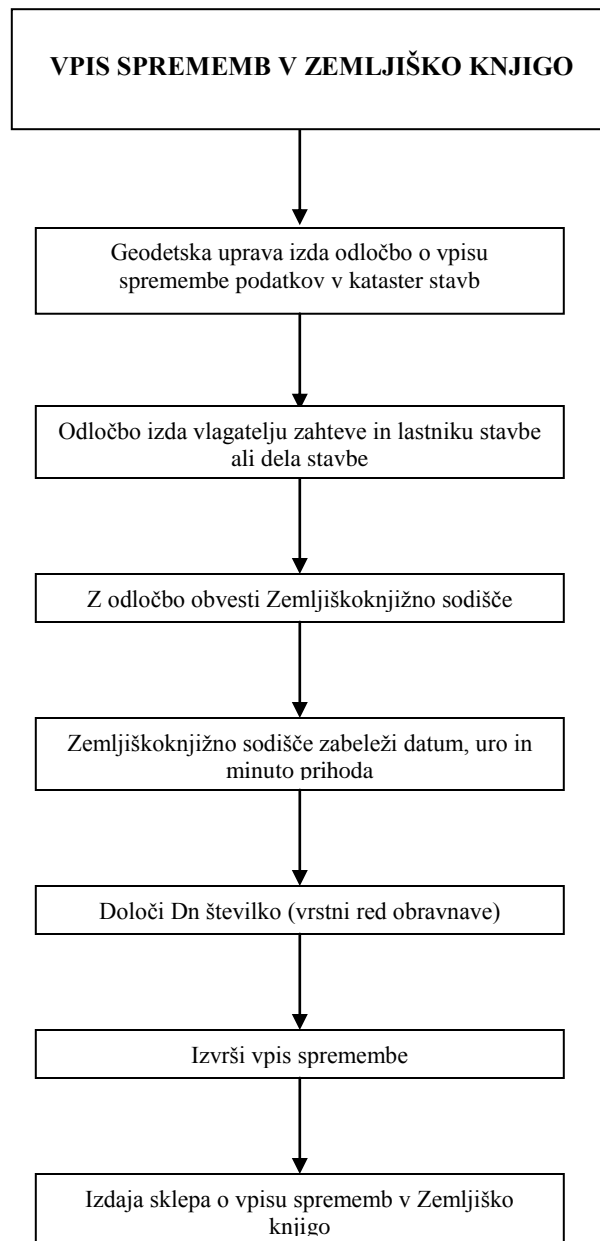 VPIS SPREMEMB V ZEMLJIŠKO KNJIGO
Geodetska uprava izda odločbo o vpisu
spremembe podatkov v kataster stavb
Odločbo izda vlagatelju zahteve in lastniku stavbe
ali dela stavbe
Z odločbo obvesti Zemljiškoknjižno sodišče
Zemljiškoknjižno sodišče zabeleži datum, uro in
minuto prihoda
Določi Dn številko (vrstni red obravnave)
Izvrši vpis spremembe
Izdaja sklepa o vpisu sprememb v Zemljiško
knjigo